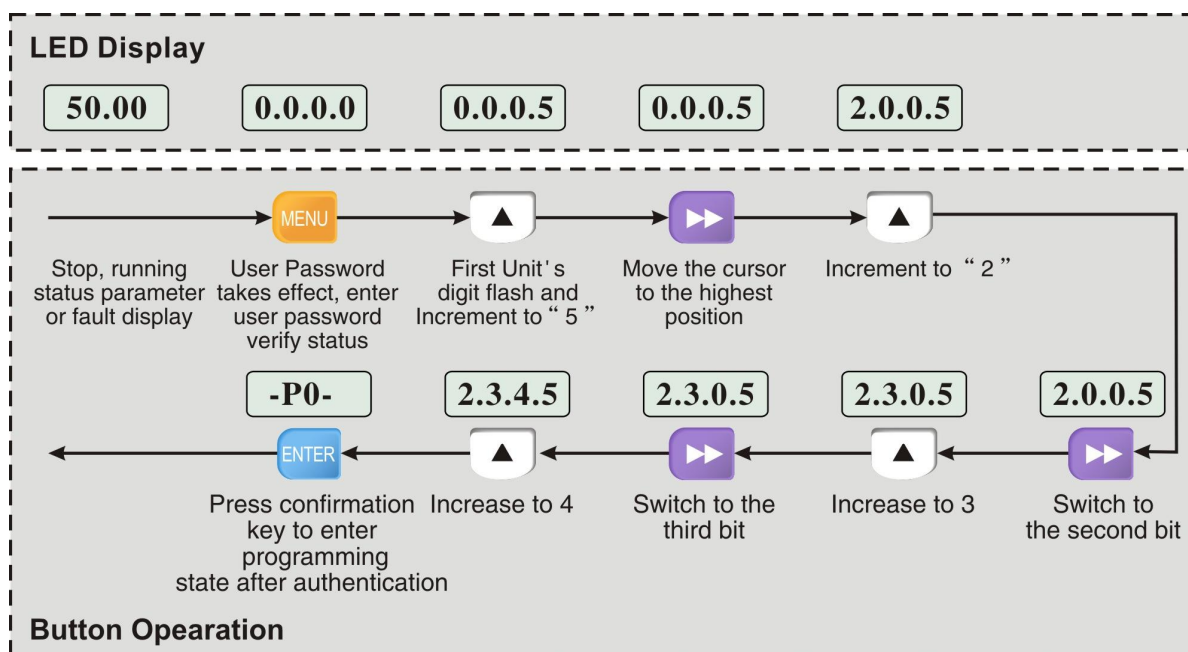 LED Display
50.00
0.0.0.0
0.0.0.5
0.0.0.5
2.0.0.5
MENU
Stop, running
status parameter
or fault display
User Password
takes effect, enter
user password
verify status
First Unit's
digit flash and
Increment to “ 5 ”
Move the cursor
to the highest
position
Increment to “ 2 ”
-P0-
2.3.4.5
2.3.0.5
2.3.0.5
2.0.0.5
ENTER
Press confirmation
key to enter
programming
state after authentication
Increase to 4
Switch to the
third bit
Increase to 3
Switch to
the second bit
Button Opearation